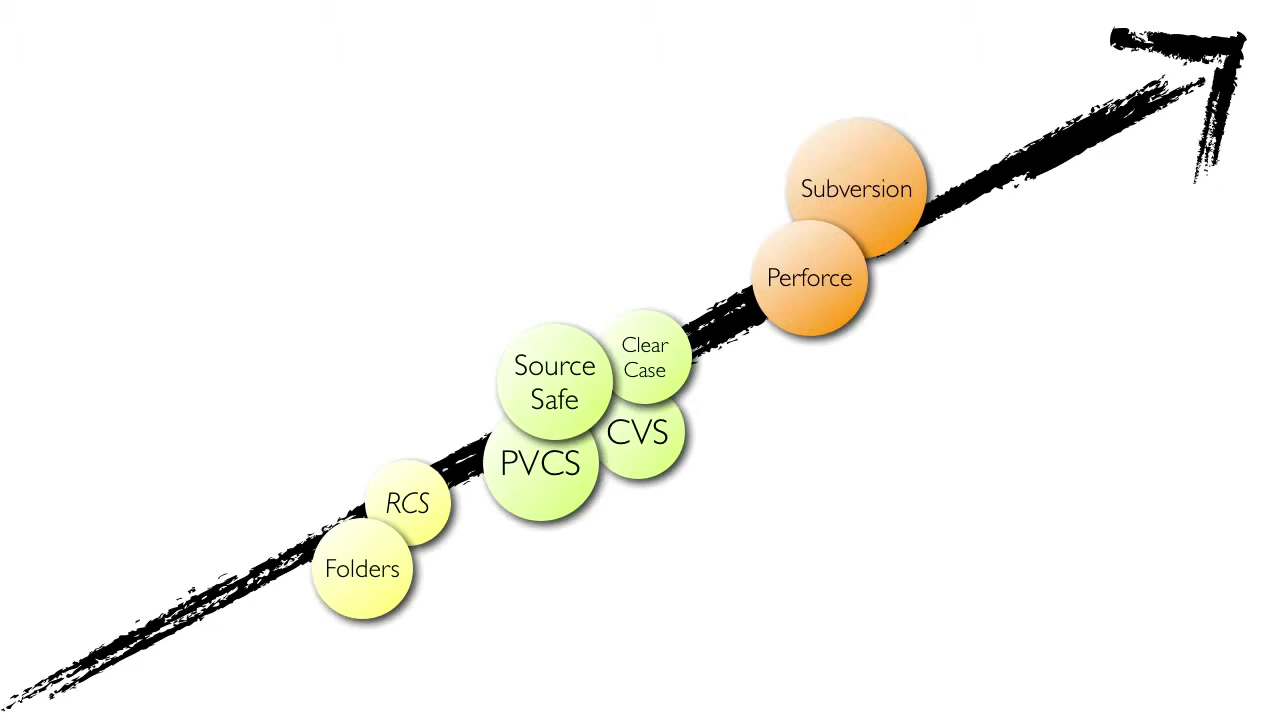 Subversion
Perforce
Clear
Case
Source
Safe
CVS
PVCS
RCS
Folders